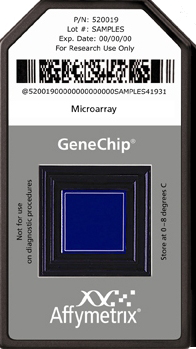 P/N: 520019
Lot #: SAMPLES
Exp. Date: 00/00/00
For Research Use Only
@52001900000000000000SAMPLES41931
Microarray
GeneChip®
Not for use
on diagnostic procedures
Store at 0-8 degrees C
Affymetrix®